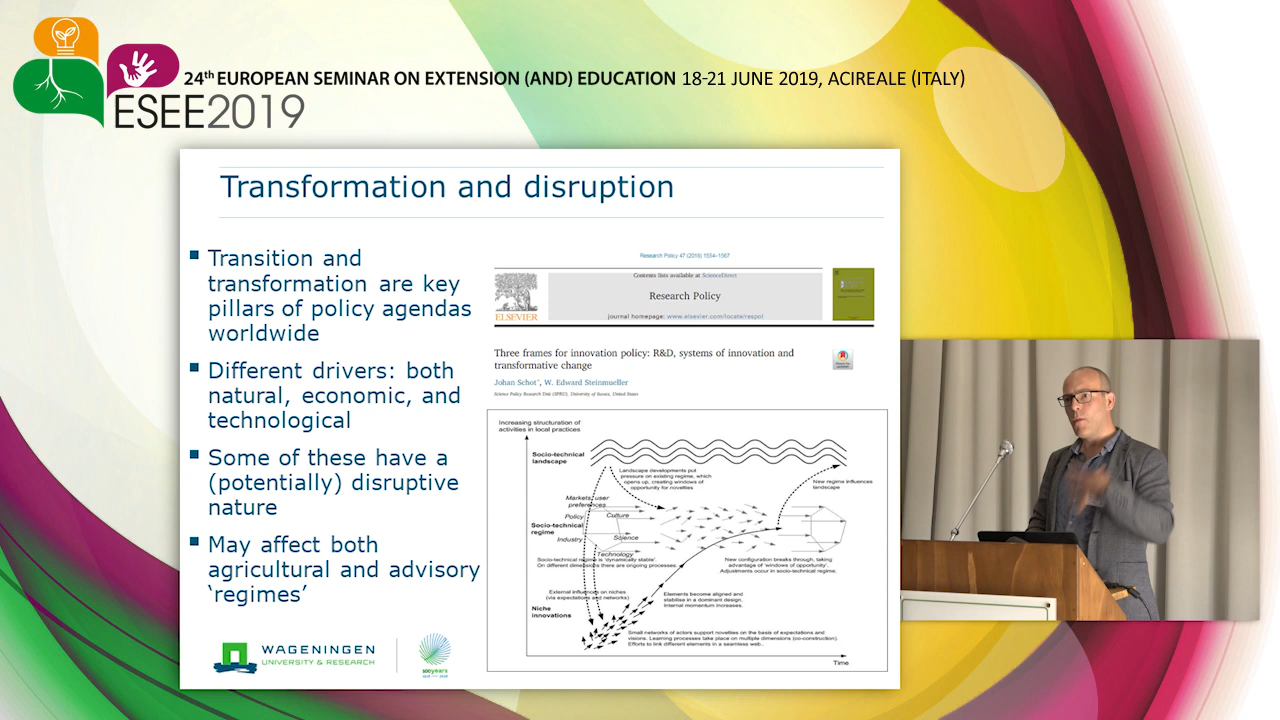 24th EUROPEAN SEMINAR ON EXTENSION (AND) EDUCATION 18-21 JUNE 2019, ACIREALE (ITALY)
ESEE2019
Transformation and disruption
Transition and
transformation are key
pillars of policy agendas
worldwide
Different drivers: both
natural, economic, and
technological
Some of these have a
(potentially) disruptive
nature
May affect both
agricultural and advisory
‘regimes’
WAGENINGEN
UNIVERSITY & RESEARCH
100years
Research Policy 47 (2018) 1554–1567
Contents lists available at ScienceDirect
Research Policy
journal homepage: www.elsevier.com/locate/respol
ELSEVIER
Three frames for innovation policy: R&D, systems of innovation and
transformative change
Johan Schot*, W. Edward Steinmueller
Science Policy Research Unit (SPRU), University of Sussex, United States
Increasing structuration of
activities in local practices
Socio-technical
landscape
Landscape developments put
pressure on existing regime, which
opens up, creating windows of
opportunity for novelties
New regime influences
landscape
Markets, user
preferences
Policy
Culture
Socio-technical
regime
Industry
Science
Technology
Socio-technical regime is ‘dynamically stable’.
On different dimensions there are ongoing processes
New configuration breaks through, taking
advantage of ‘windows of opportunity’.
Adjustments occur in socio-technical regime.
External influences on niches
(via expectations and networks)
Elements become aligned and
stabilise in a dominant design.
Internal momentum increases.
Niche
innovations
Small networks of actors support novelties on the basis of expectations and
visions. Learning processes take place on multiple dimensions (co-construction).
Efforts to link different elements in a seamless web.
Time